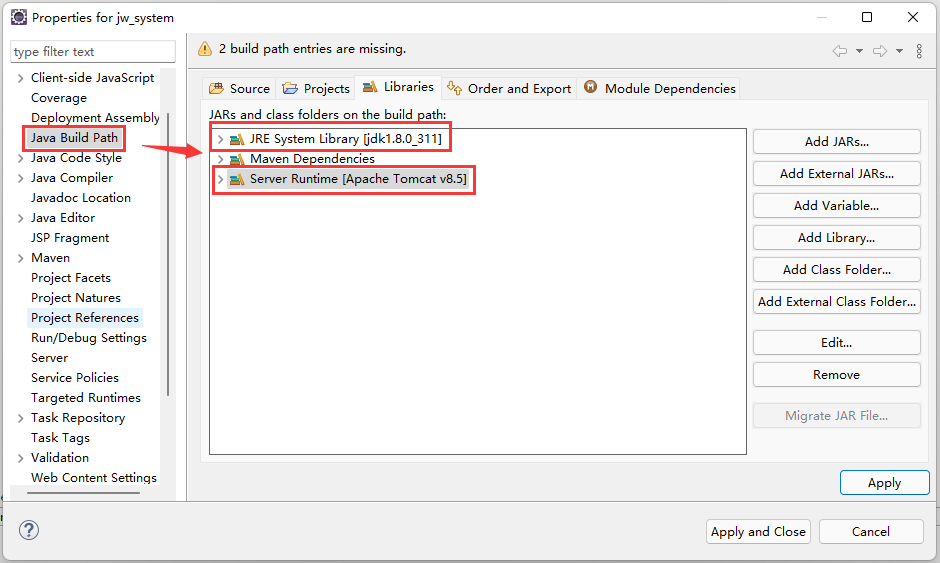 Properties for jw_system
type filter text
Client-side JavaScript
Coverage
Deployment Assembly
Java Build Path
Java Code Style
Java Compiler
Javadoc Location
Java Editor
JSP Fragment
Maven
Project Facets
Project Natures
Project References
Run/Debug Settings
Server
Service Policies
Targeted Runtimes
Task Repository
Task Tags
Validation
Web Content Settings
2 build path entries are missing.
Source
Projects
Libraries
Order and Export
Module Dependencies
JARs and class folders on the build path:
JRE System Library [jdk1.8.0_311]
Maven Dependencies
Server Runtime [Apache Tomcat v8.5]
Add JARs...
Add External JARs...
Add Variable...
Add Library...
Add Class Folder...
Add External Class Folder...
Edit...
Remove
Migrate JAR File...
Apply
Apply and Close
Cancel